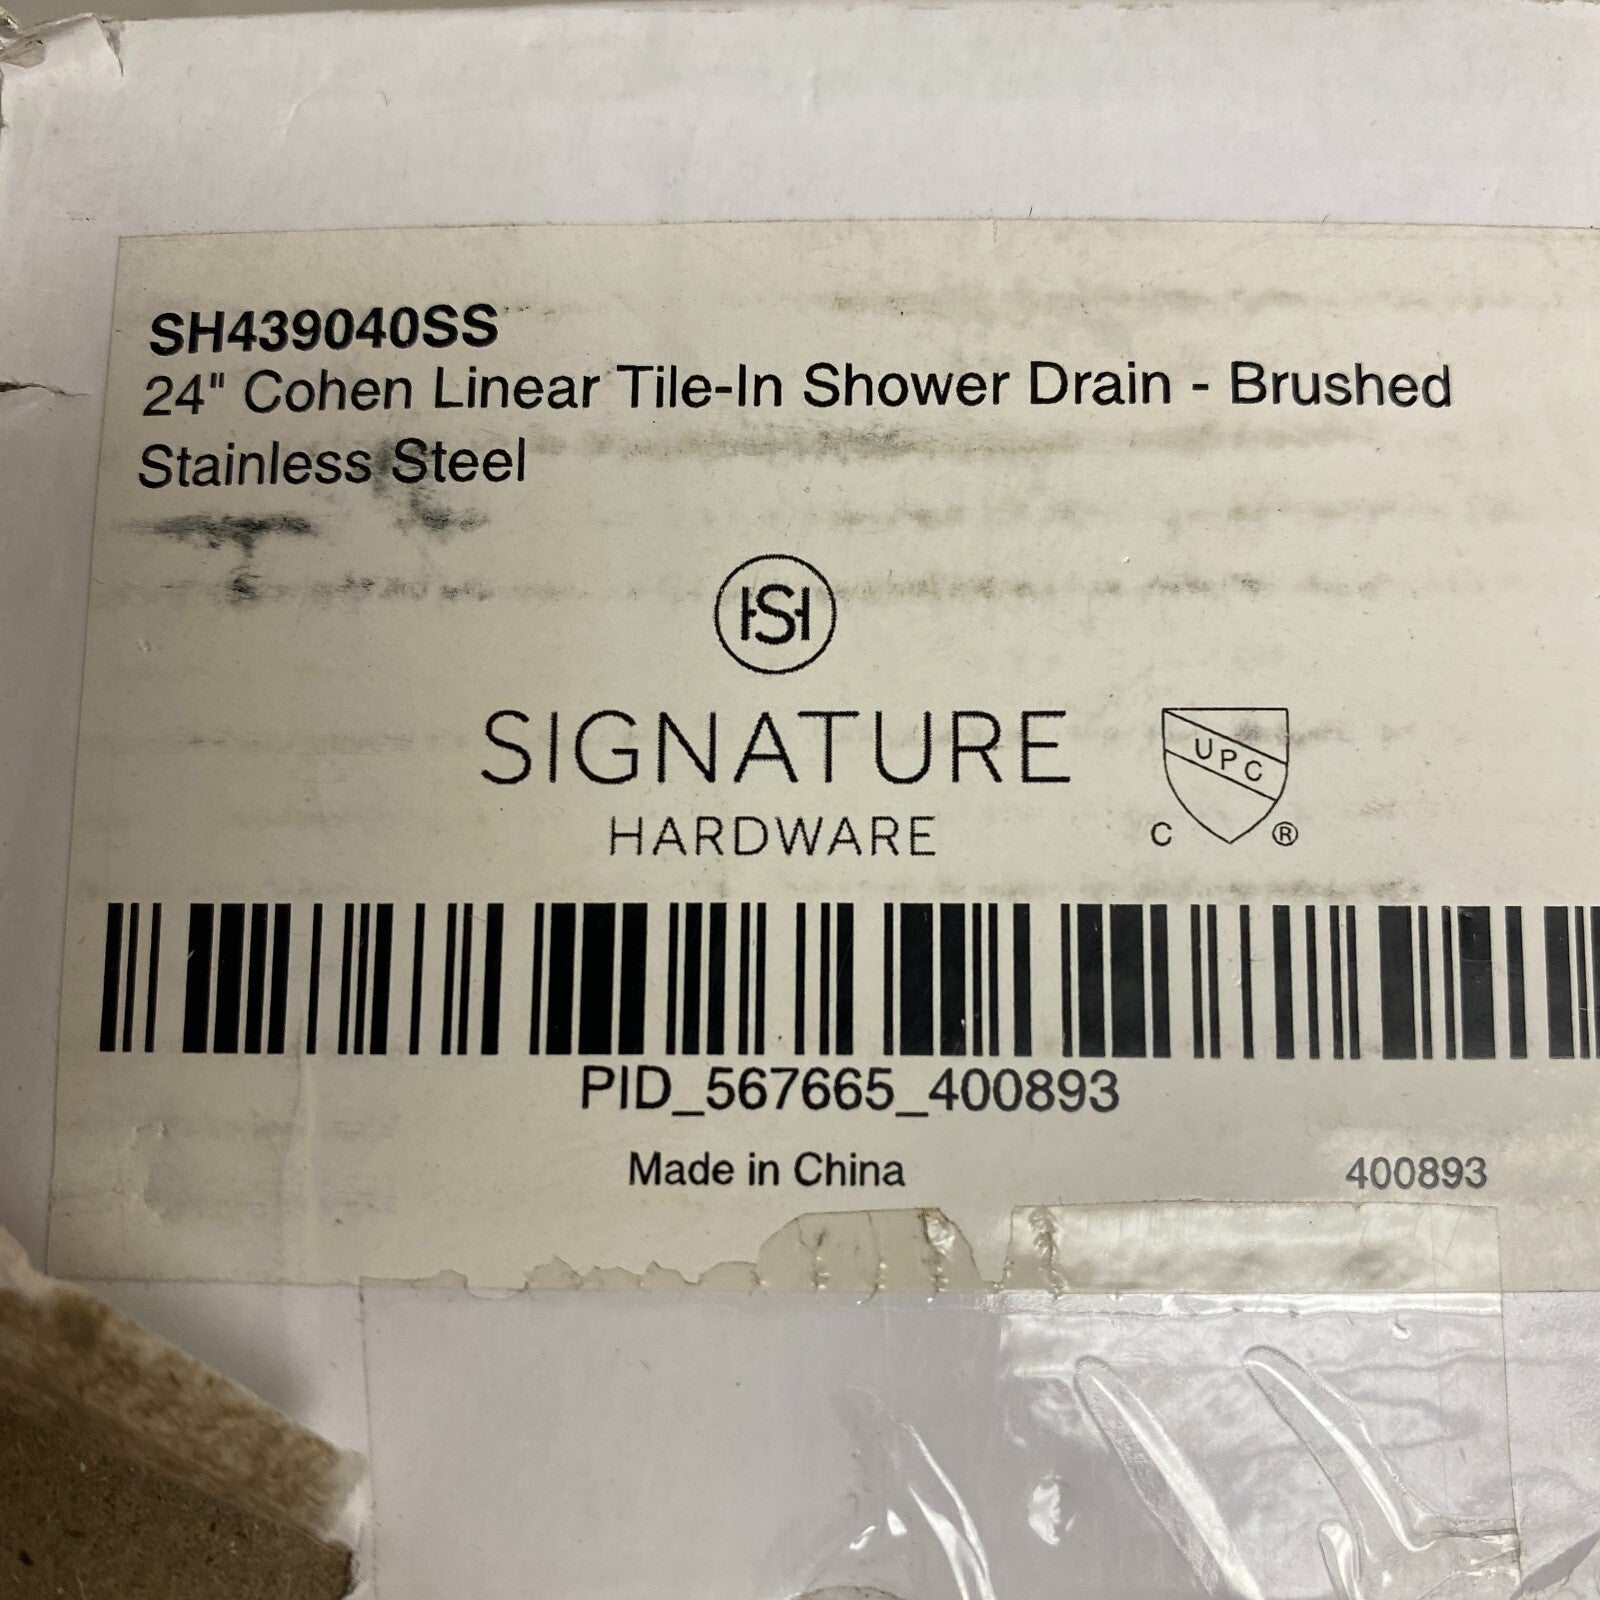 SH439040SS
24" Cohen Linear Tile-In Shower Drain - Brushed
Stainless Steel
SH
SIGNATURE
HARDWARE
UPC
C ®
PID_567665_400893
Made in China
400893